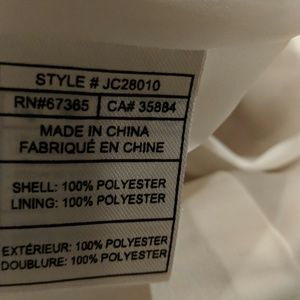 STYLE # JC28010
RN#67365 CA# 35884
MADE IN CHINA
FABRIQUÉ EN CHINE
SHELL: 100% POLYESTER
LINING: 100% POLYESTER
EXTÉRIEUR: 100% POLYESTER
DOUBLURE: 100% POLYESTER